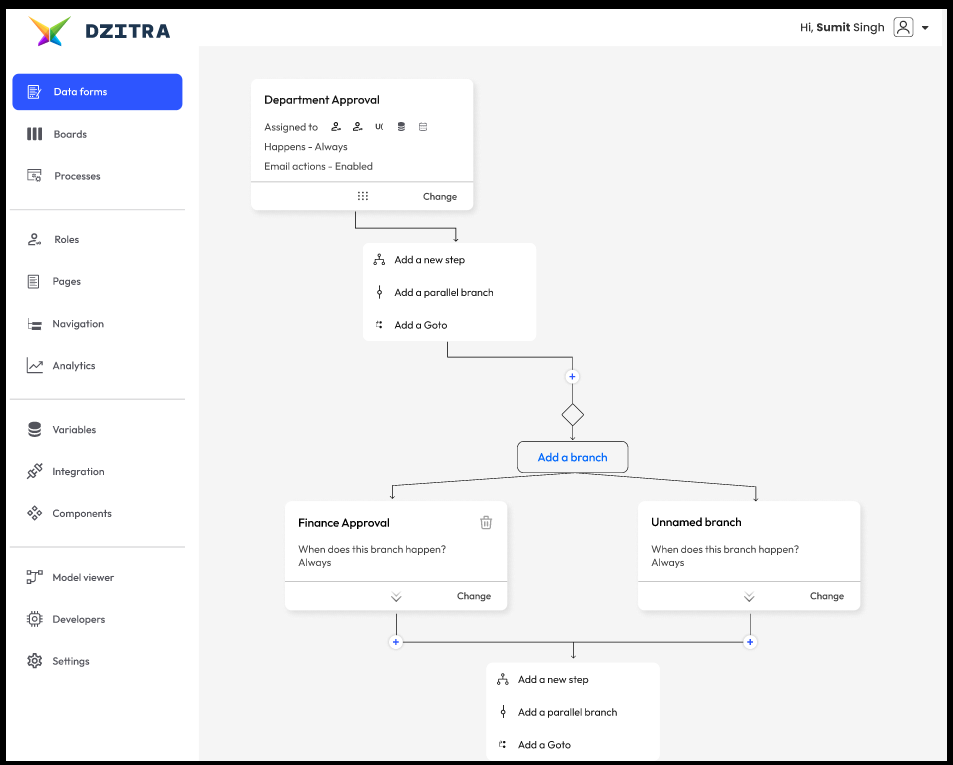 DZITRA
Hi, Sumit Singh
Data forms
Boards
Processes
Roles
Pages
Navigation
Analytics
Variables
Integration
Components
Model viewer
Developers
Settings
Department Approval
Assigned to U(
Happens - Always
Email actions - Enabled
Change
Add a new step
Add a parallel branch
Add a Goto
Add a branch
Finance Approval
When does this branch happen?
Always
Change
Unnamed branch
When does this branch happen?
Always
Change
Add a new step
Add a parallel branch
Add a Goto